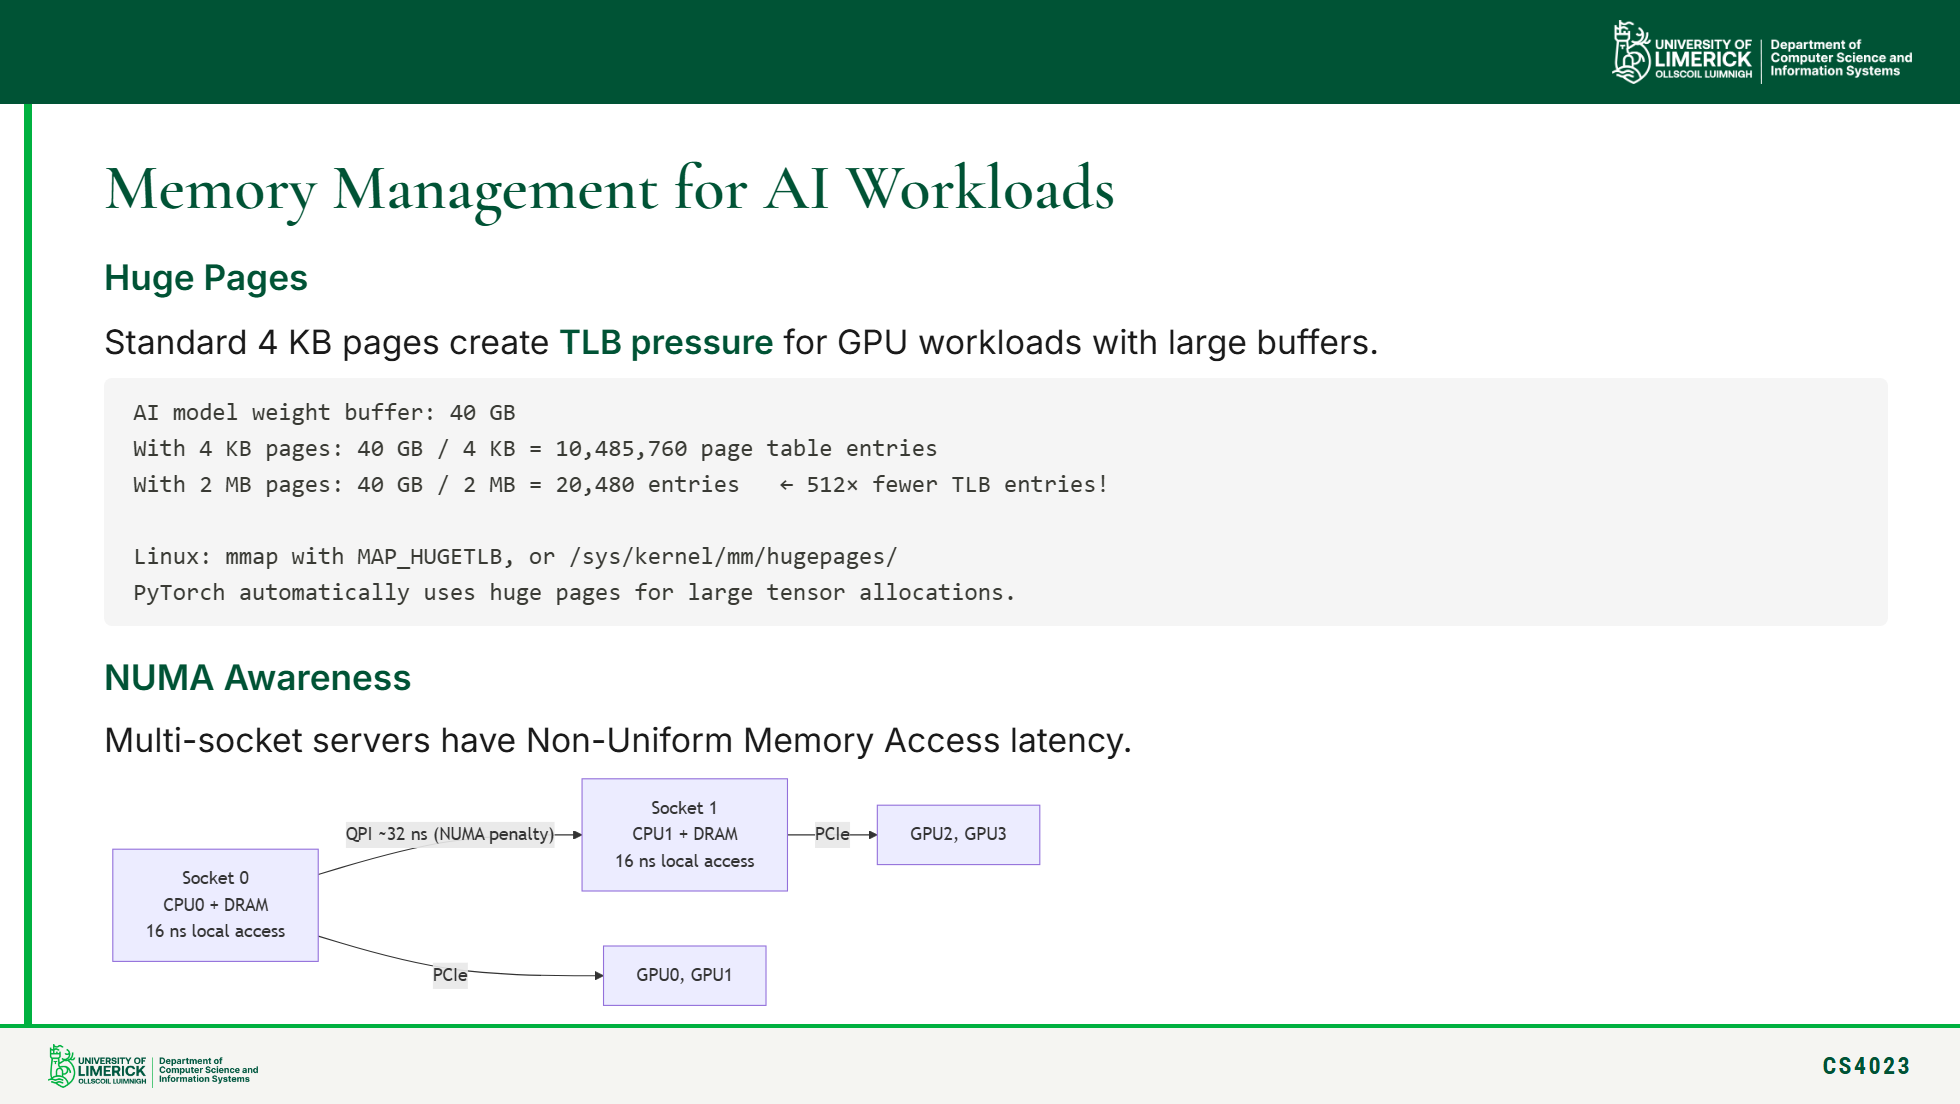 UNIVERSITY OF
LIMERICK
OLLSCOIL LUIMNIGH
Department of
Computer Science and
Information Systems
Memory Management for AI Workloads
Huge Pages
Standard 4 KB pages create TLB pressure for GPU workloads with large buffers.
AI model weight buffer: 40 GB
With 4 KB pages: 40 GB / 4 KB = 10,485,760 page table entries
With 2 MB pages: 40 GB / 2 MB = 20,480 entries   ← 512× fewer TLB entries!
Linux: mmap with MAP_HUGETLB, or /sys/kernel/mm/hugepages/
PyTorch automatically uses huge pages for large tensor allocations.
NUMA Awareness
Multi-socket servers have Non-Uniform Memory Access latency.
Socket 0
CPU0 + DRAM
16 ns local access
QPI ~32 ns (NUMA penalty)
Socket 1
CPU1 + DRAM
16 ns local access
PCIe
GPU2, GPU3
PCIe
GPU0, GPU1
UNIVERSITY OF
LIMERICK
OLLSCOIL LUIMNIGH
Department of
Computer Science and
Information Systems
CS4023